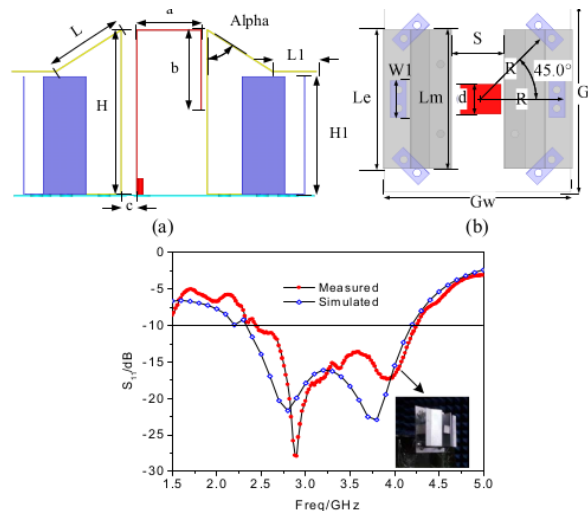 a
Alpha
L
b
L1
H
H1
c
(a)
S
R
45.0°
W1
Le
Lm
d
R
G
Gw
(b)
0
-5
-10
-15
-20
-25
-30
S11/dB
Measured
Simulated
1.5 2.0 2.5 3.0 3.5 4.0 4.5 5.0
Freq/GHz